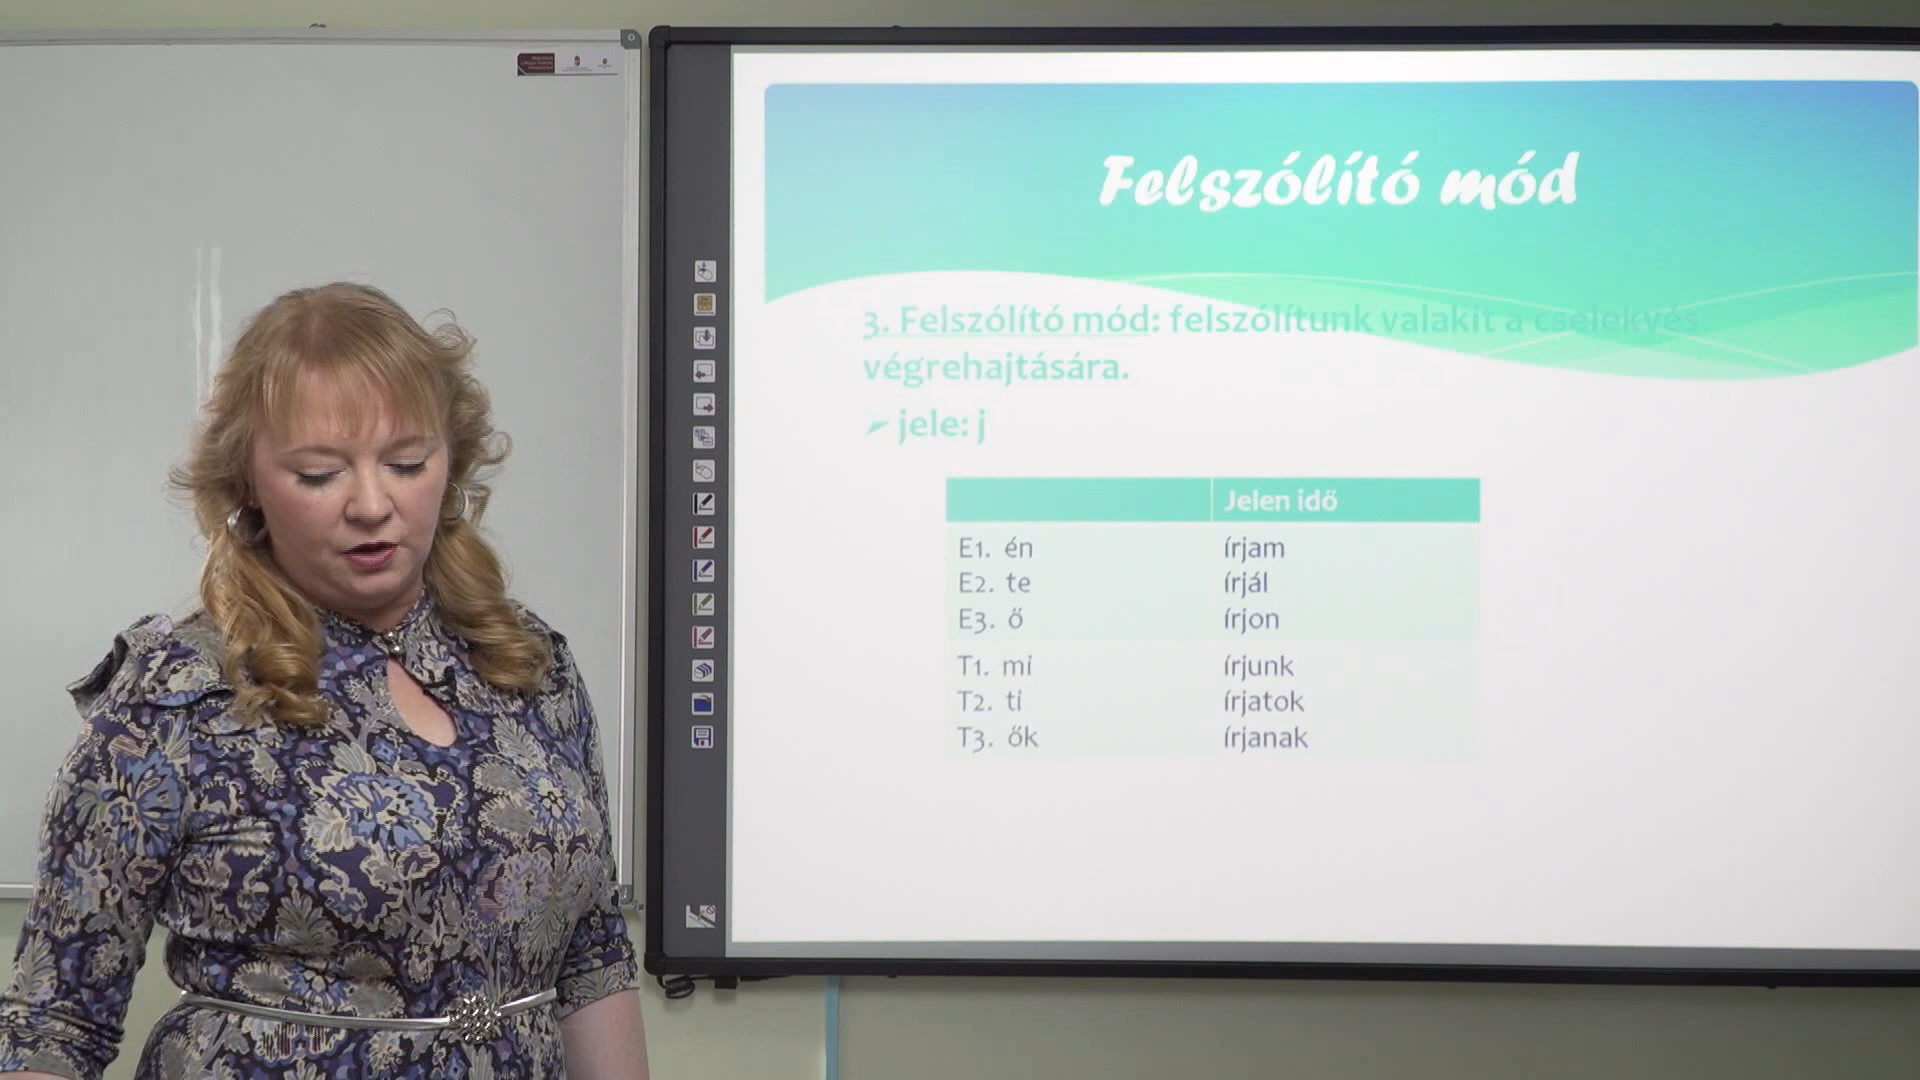 Felszólító mód
3. Felszólító mód: felszólítunk valakit a cselekvés
végrehajtására.
➢ jele: j
Jelen idő
E1. én írjam
E2. te írjál
E3. ő írjon
T1. mi írjunk
T2. ti írjatok
T3. ők írjanak